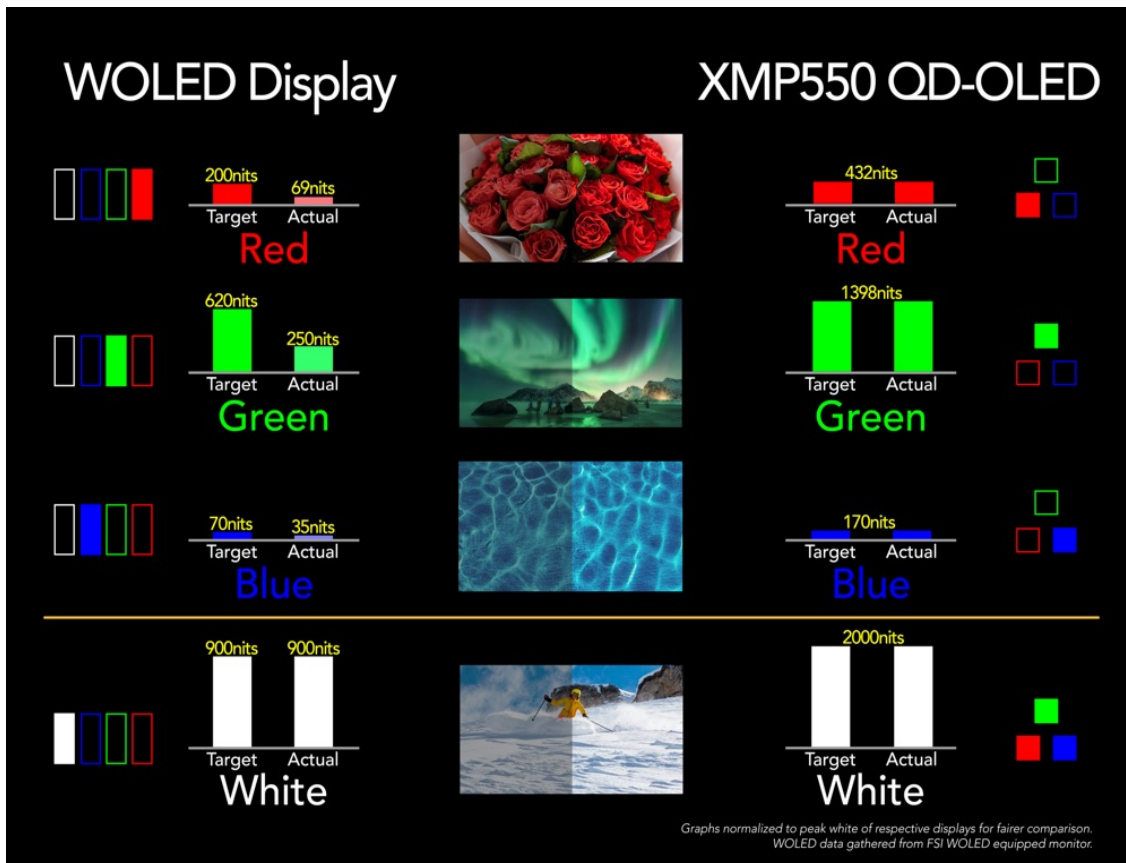 WOLED Display
XMP550 QD-OLED
200nits
69nits
Target
Actual
Red
432nits
Target
Actual
Red
620nits
250nits
Target
Actual
Green
1398nits
Target
Actual
Green
70nits
35nits
Target
Actual
Blue
170nits
Target
Actual
Blue
900nits
900nits
Target
Actual
White
2000nits
Target
Actual
White
Graphs normalized to peak white of respective displays for fairer comparison.
WOLED data gathered from FSI WOLED equipped monitor.